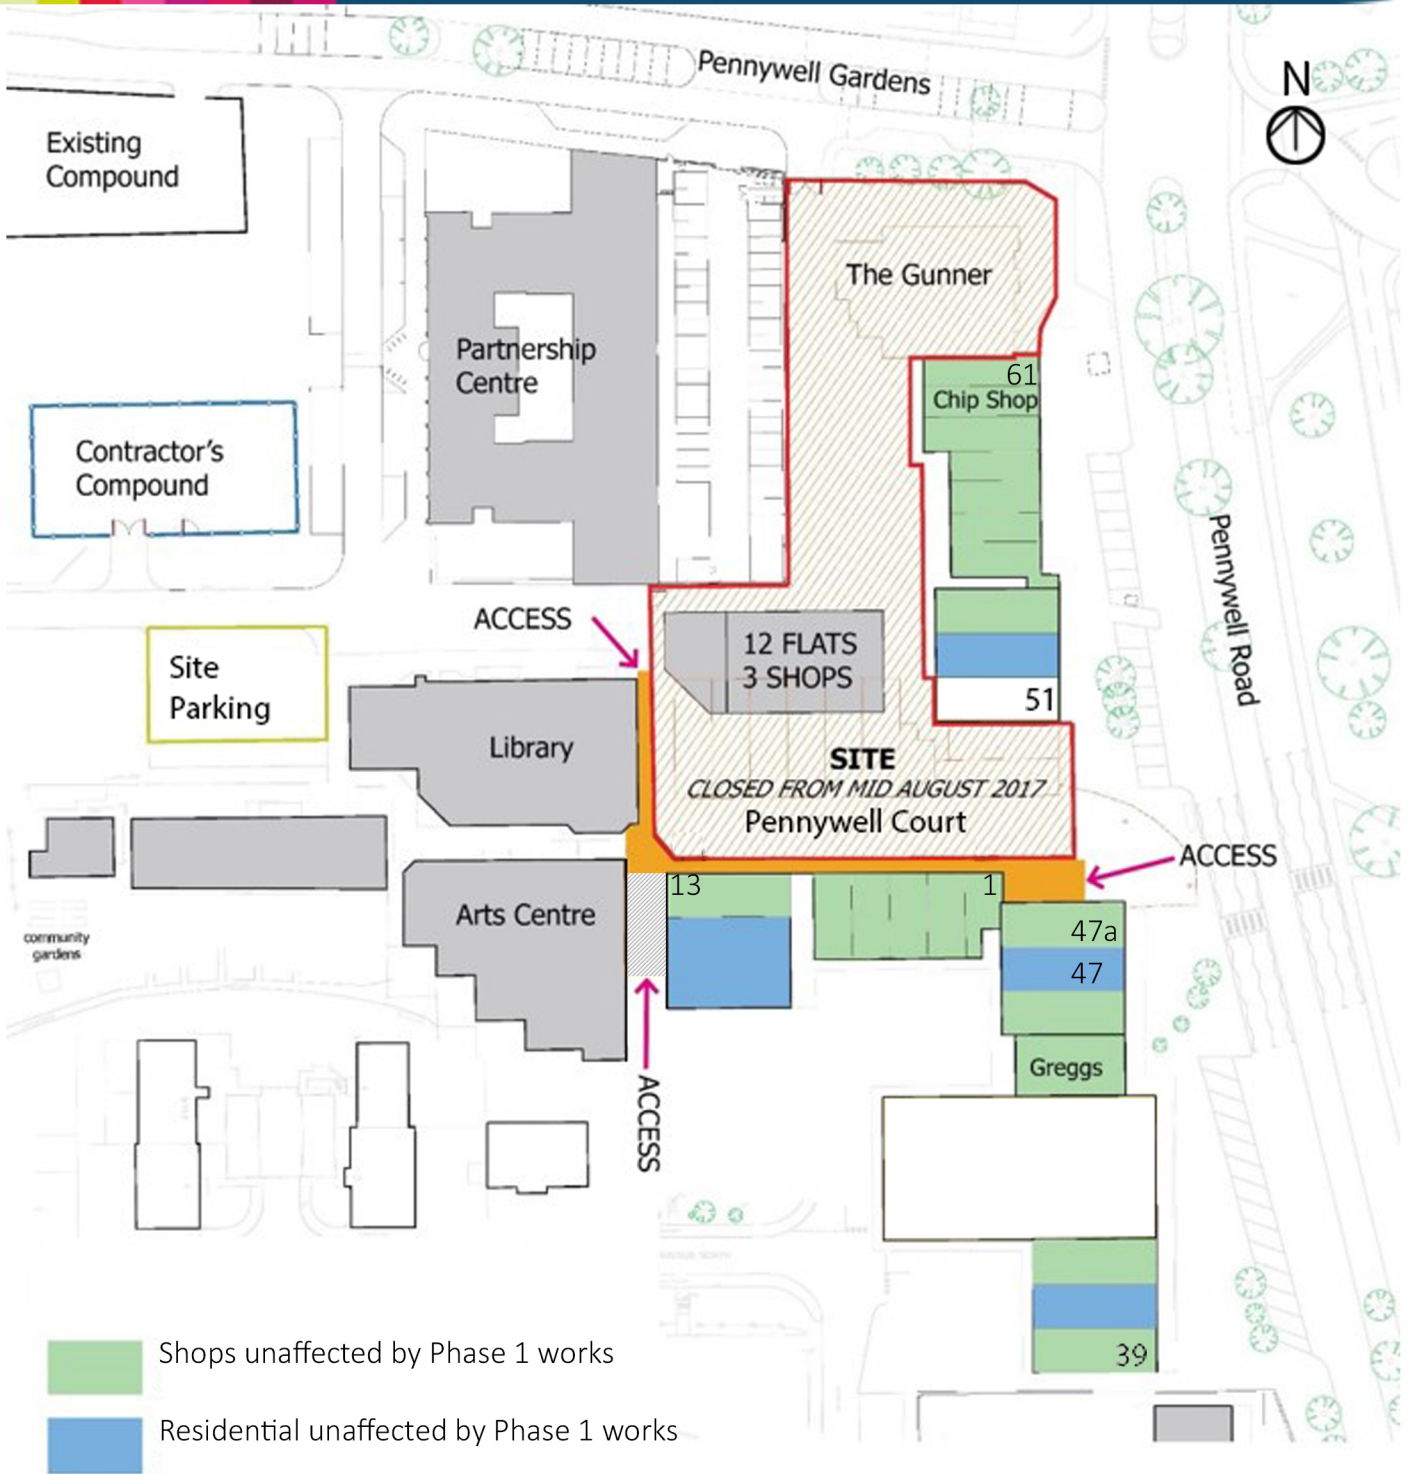 Pennywell Gardens
N
Existing
Compound
The Gunner
Partnership
Centre
61
Chip Shop
Contractor's
Compound
Pennywell Road
ACCESS
12 FLATS
3 SHOPS
Site
Parking
51
Library
SITE
CLOSED FROM MID AUGUST 2017
Pennywell Court
ACCESS
13
1
Arts Centre
47a
community
gardens
47
Greggs
ACCESS
39
Shops unaffected by Phase 1 works
Residential unaffected by Phase 1 works